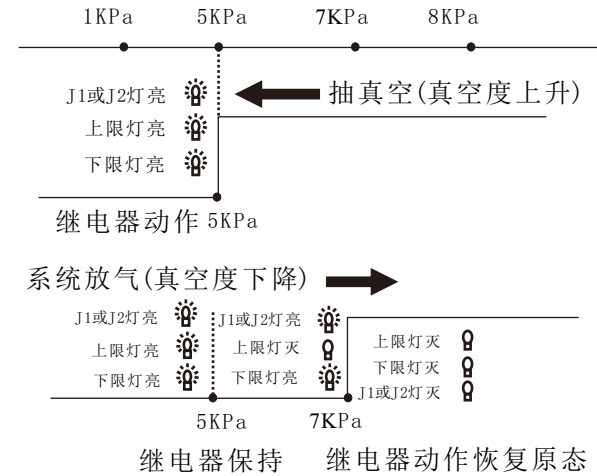 1KPa 5KPa 7KPa 8KPa
J1或J2灯亮 抽真空(真空度上升)
上限灯亮
下限灯亮
继电器动作 5KPa
系统放气(真空度下降)
J1或J2灯亮 J1或J2灯亮
上限灯亮 上限灯灭 上限灯灭
下限灯亮 下限灯亮 下限灯灭
J1或J2灯灭
5KPa 7KPa
继电器保持 继电器动作恢复原态